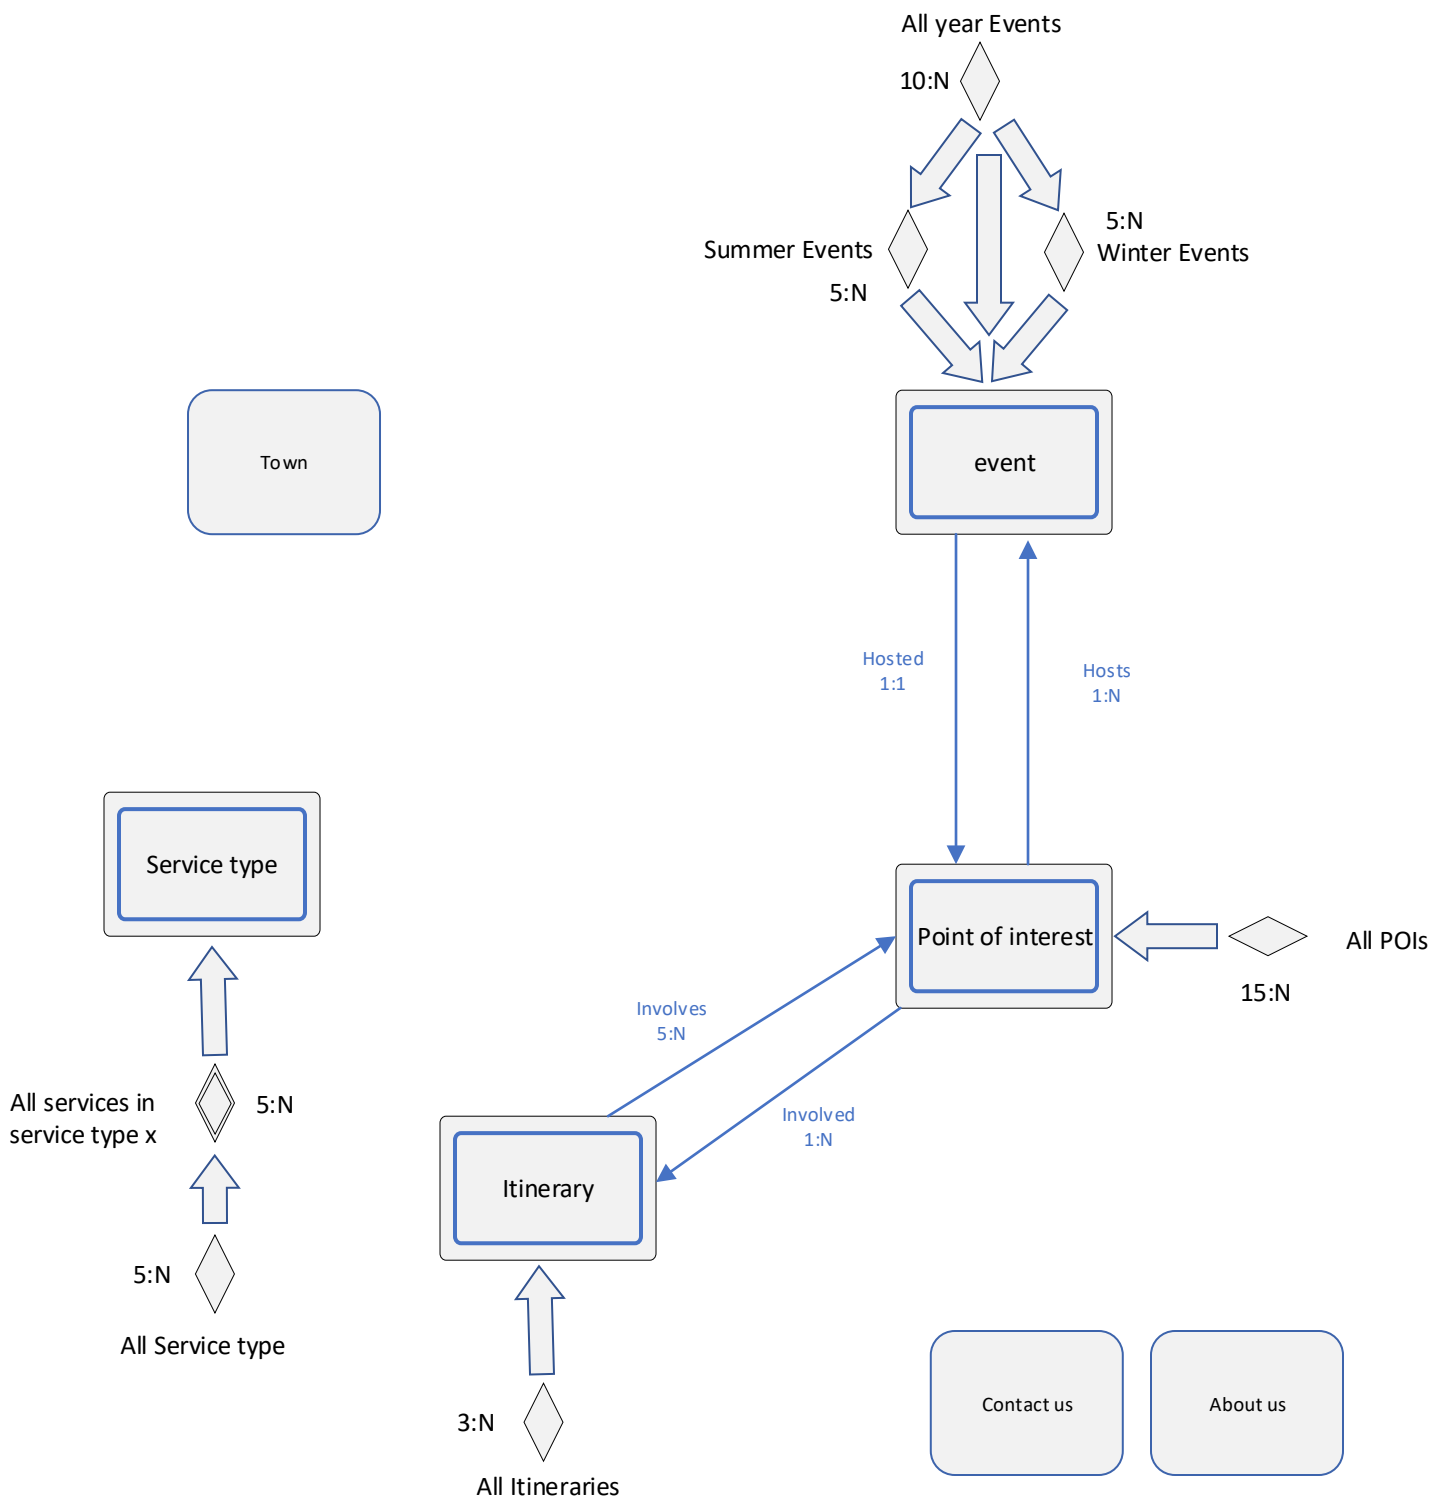 All year Events
10:N
5:N
Summer Events
Winter Events
5:N
Town
event
Hosted
1:1
Hosts
1:N
Service type
Point of interest
All POIs
15:N
Involves
5:N
All services in
service type x
5:N
Involved
1:N
Itinerary
5:N
All Service type
3:N
All Itineraries
Contact us
About us